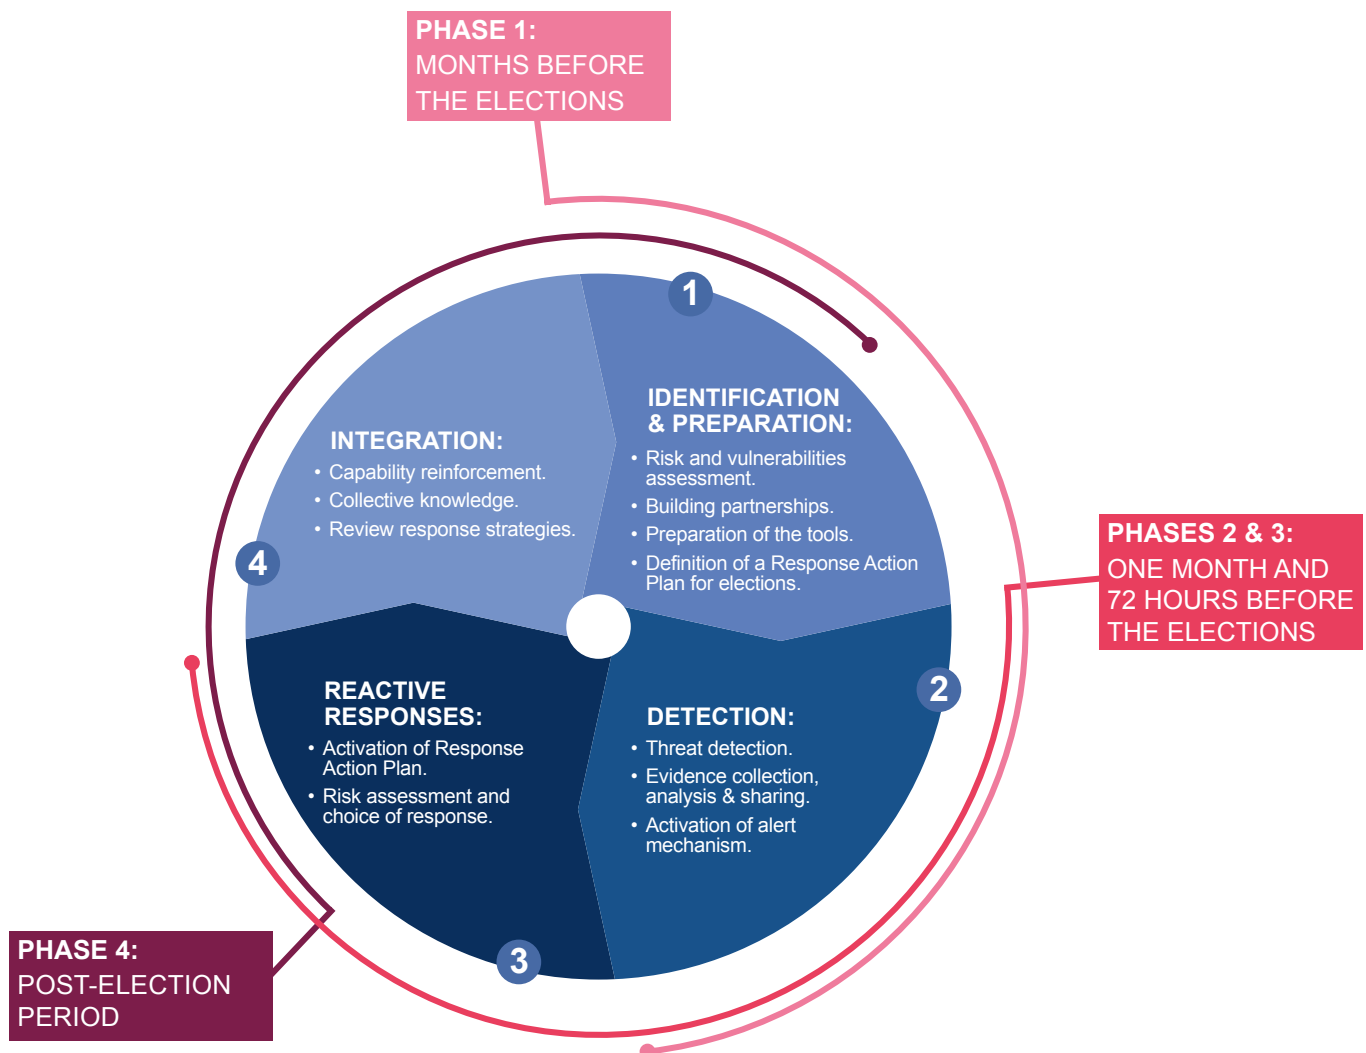 PHASE 1:
MONTHS BEFORE
THE ELECTIONS
1
IDENTIFICATION
& PREPARATION:
• Risk and vulnerabilities
assessment.
• Building partnerships.
• Preparation of the tools.
• Definition of a Response Action
Plan for elections.
PHASES 2 & 3:
ONE MONTH AND
72 HOURS BEFORE
THE ELECTIONS
2
DETECTION:
• Threat detection.
• Evidence collection,
analysis & sharing.
• Activation of alert
mechanism.
3
REACTIVE
RESPONSES:
• Activation of Response
Action Plan.
• Risk assessment and
choice of response.
4
INTEGRATION:
• Capability reinforcement.
• Collective knowledge.
• Review response strategies.
PHASE 4:
POST-ELECTION
PERIOD